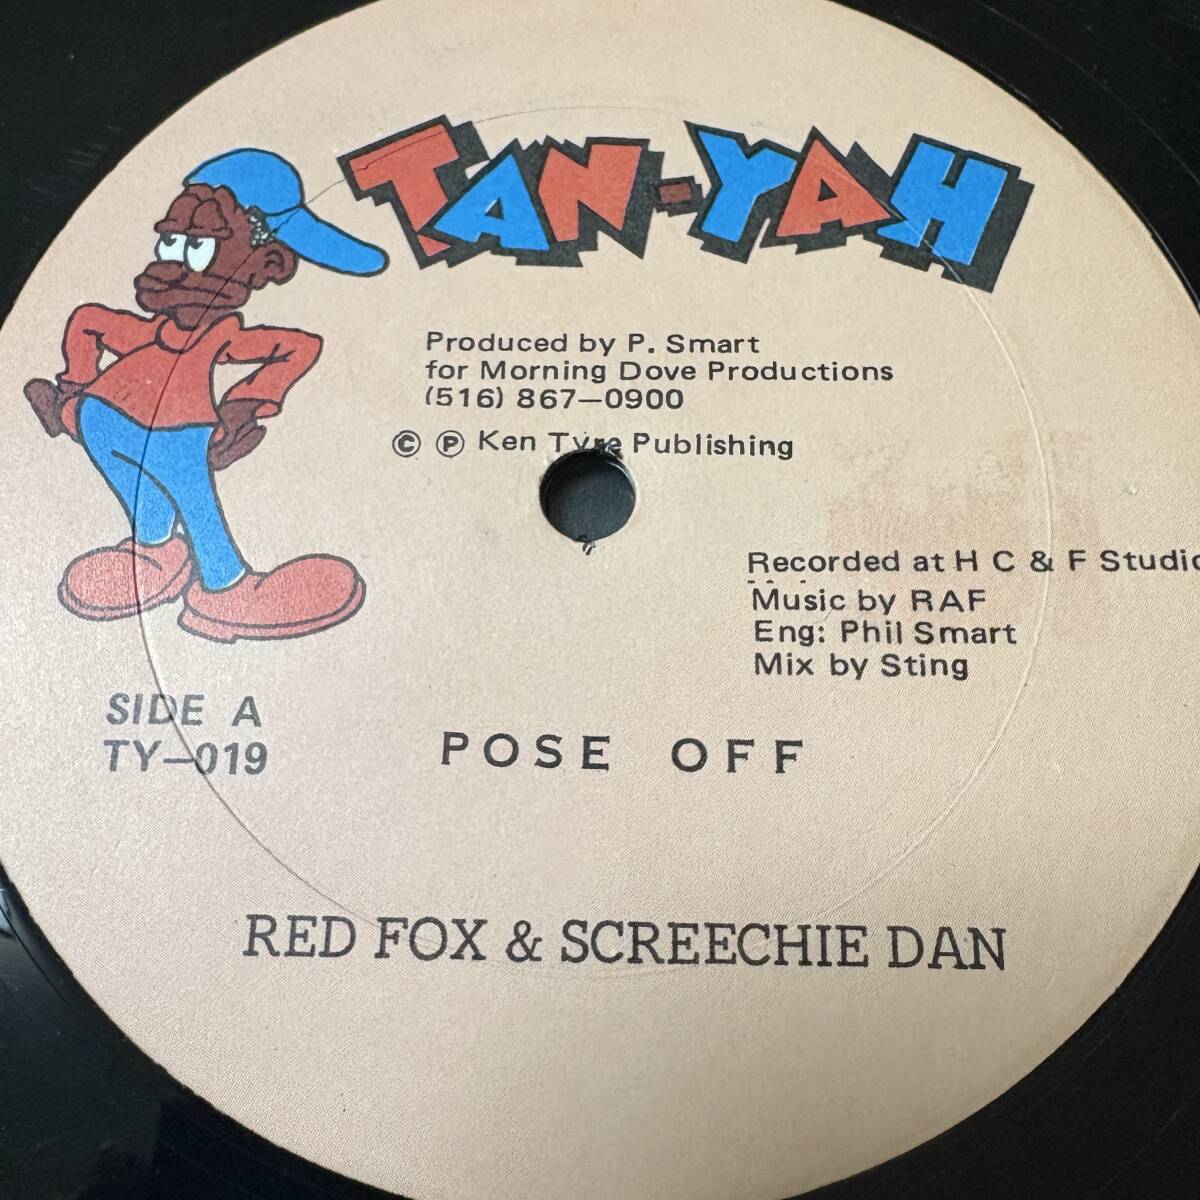 TAN-YAH
Produced by P. Smart
for Morning Dove Productions
(516) 867-0900
© ℗ Ken Tyre Publishing
Recorded at H C & F Studio
Music by RAF
Eng: Phil Smart
Mix by Sting
SIDE A
TY-019
POSE OFF
RED FOX & SCREECHIE DAN